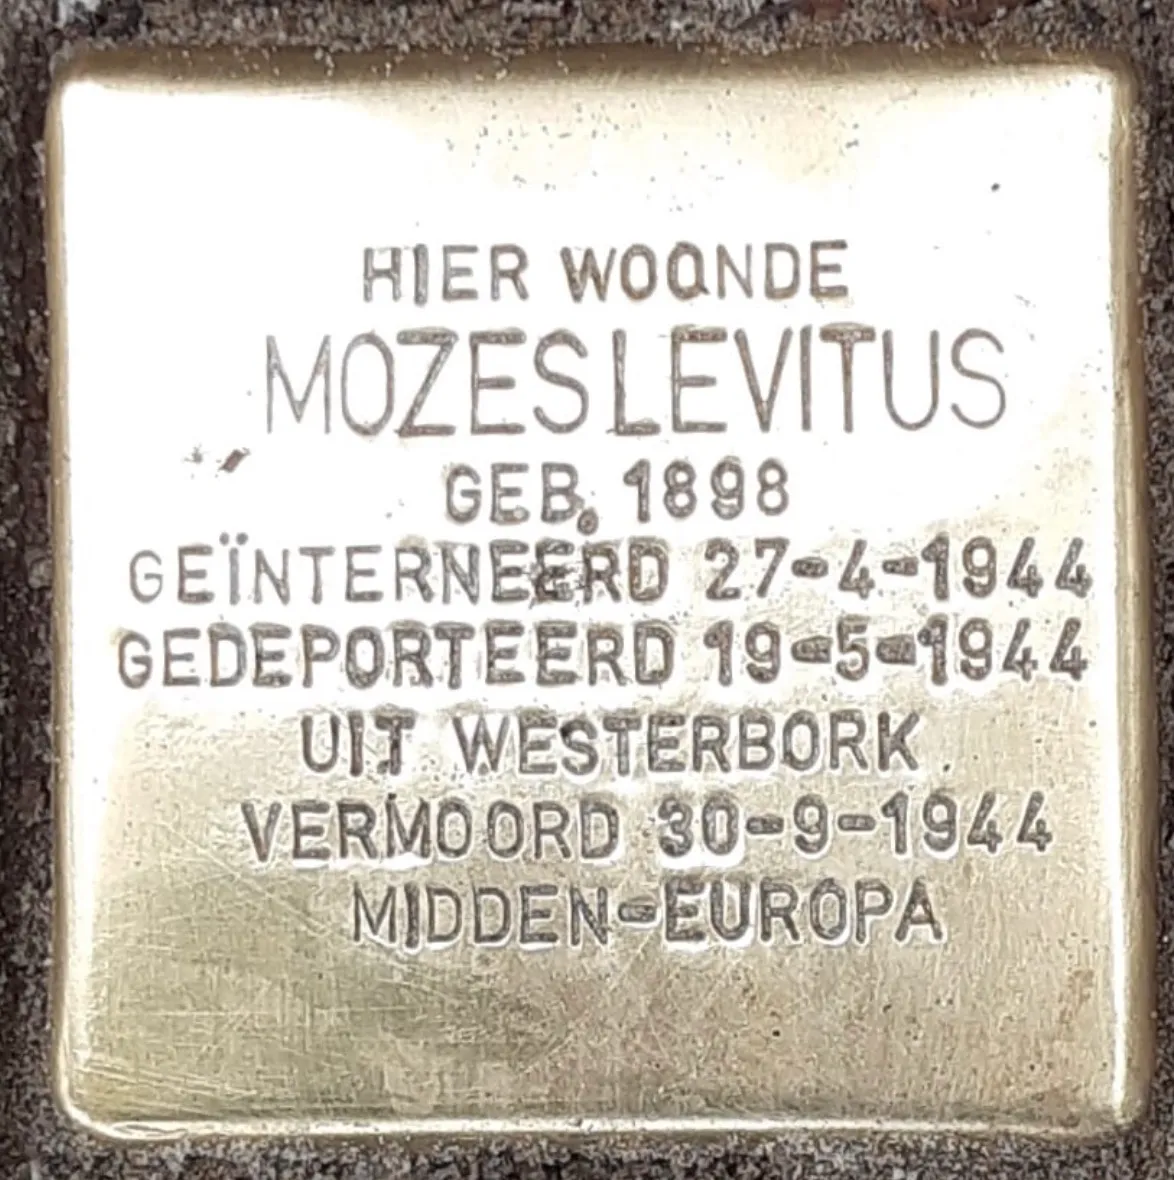 HIER WOONDE
MOZES LEVITUS
GEB. 1898
GEÏNTERNEERD 27-4-1944
GEDEPORTEERD 19-5-1944
UIT WESTERBORK
VERMOORD 30-9-1944
MIDDEN-EUROPA